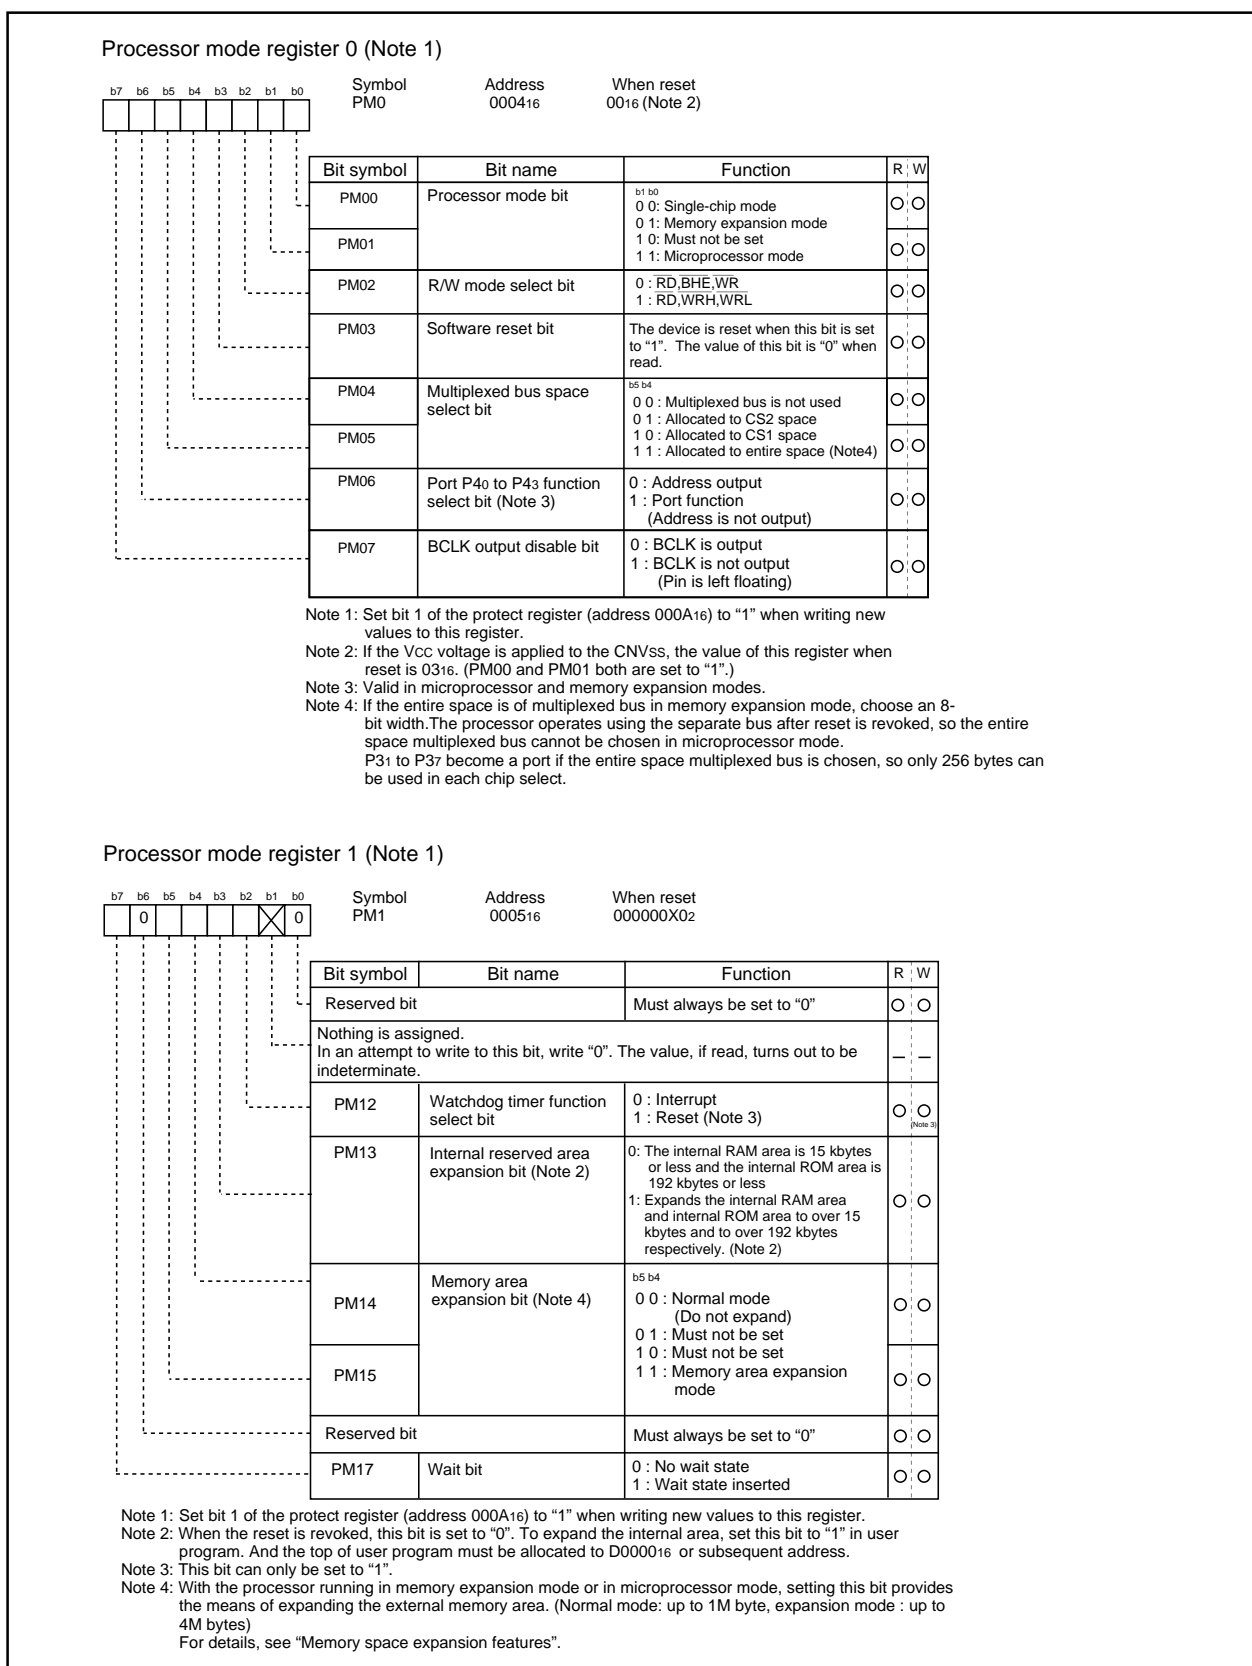 Processor mode register 0 (Note 1)
Symbol Address When reset
b7 b6 b5 b4 b3 b2 b1 b0
PM0 000416 0016 (Note 2)
Bit symbol Bit name Function R W
PM00 Processor mode bit
b1 b0
0 0: Single-chip mode
0 1: Memory expansion mode
1 0: Must not be set
PM01
1 1: Microprocessor mode
PM02 R/W mode select bit 0 : RD,BHE,WR
1 : RD,WRH,WRL
PM03 Software reset bit The device is reset when this bit is set
to “1”. The value of this bit is “0” when
read.
PM04 Multiplexed bus space
select bit
b5 b4
0 0 : Multiplexed bus is not used
0 1 : Allocated to CS2 space
1 0 : Allocated to CS1 space
PM05
1 1 : Allocated to entire space (Note4)
PM06 Port P40 to P43 function
select bit (Note 3)
0 : Address output
1 : Port function
(Address is not output)
PM07 BCLK output disable bit 0 : BCLK is output
1 : BCLK is not output
(Pin is left floating)
Note 1: Set bit 1 of the protect register (address 000A16) to “1” when writing new
values to this register.
Note 2: If the VCC voltage is applied to the CNVSS, the value of this register when
reset is 0316. (PM00 and PM01 both are set to “1”.)
Note 3: Valid in microprocessor and memory expansion modes.
Note 4: If the entire space is of multiplexed bus in memory expansion mode, choose an 8-
bit width.The processor operates using the separate bus after reset is revoked, so the entire
space multiplexed bus cannot be chosen in microprocessor mode.
P31 to P37 become a port if the entire space multiplexed bus is chosen, so only 256 bytes can
be used in each chip select.
Processor mode register 1 (Note 1)
b7 b6 b5 b4 b3 b2 b1 b0
Symbol Address When reset
0 0
PM1 000516 000000X02
Bit symbol Bit name Function R W
Reserved bit Must always be set to “0”
Nothing is assigned.
In an attempt to write to this bit, write “0”. The value, if read, turns out to be
indeterminate.
PM12 Watchdog timer function
select bit
0 : Interrupt
1 : Reset (Note 3)
(Note 3)
PM13 Internal reserved area
expansion bit (Note 2)
0: The internal RAM area is 15 kbytes
or less and the internal ROM area is
192 kbytes or less
1: Expands the internal RAM area
and internal ROM area to over 15
kbytes and to over 192 kbytes
respectively. (Note 2)
PM14 Memory area
expansion bit (Note 4)
b5 b4
0 0 : Normal mode
(Do not expand)
0 1 : Must not be set
1 0 : Must not be set
PM15
1 1 : Memory area expansion
mode
Reserved bit Must always be set to “0”
PM17 Wait bit 0 : No wait state
1 : Wait state inserted
Note 1: Set bit 1 of the protect register (address 000A16) to “1” when writing new values to this register.
Note 2: When the reset is revoked, this bit is set to “0”. To expand the internal area, set this bit to “1” in user
program. And the top of user program must be allocated to D000016 or subsequent address.
Note 3: This bit can only be set to “1”.
Note 4: With the processor running in memory expansion mode or in microprocessor mode, setting this bit provides
the means of expanding the external memory area. (Normal mode: up to 1M byte, expansion mode : up to
4M bytes)
For details, see “Memory space expansion features”.